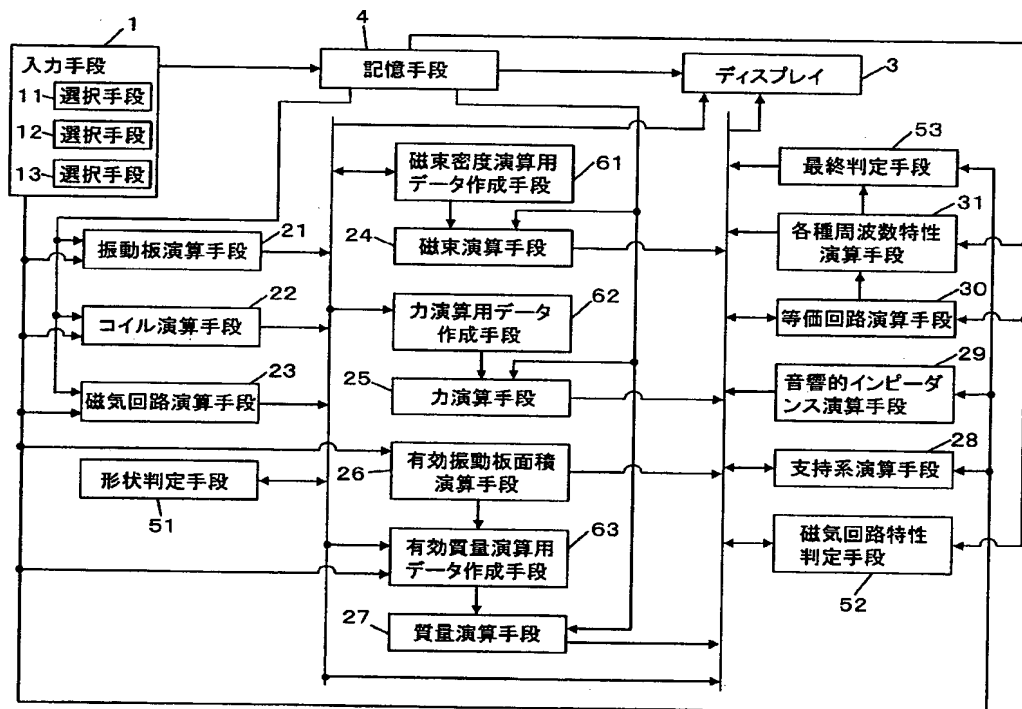 1
入力手段
11
選択手段
12
選択手段
13
選択手段
4
記憶手段
ディスプレイ
3
21
振動板演算手段
22
コイル演算手段
23
磁気回路演算手段
形状判定手段
51
磁束密度演算用
データ作成手段
61
24
磁束演算手段
力演算用データ
作成手段
62
25
力演算手段
26
有効振動板面積
演算手段
有効質量演算用
データ作成手段
63
27
質量演算手段
53
最終判定手段
31
各種周波数特性
演算手段
30
等価回路演算手段
29
音響的インピーダ
ンス演算手段
28
支持系演算手段
磁気回路特性
判定手段
52